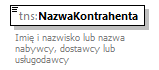 tns:NazwaKontrahenta
Imię i nazwisko lub nazwa
nabywcy, dostawcy lub
usługodawcy